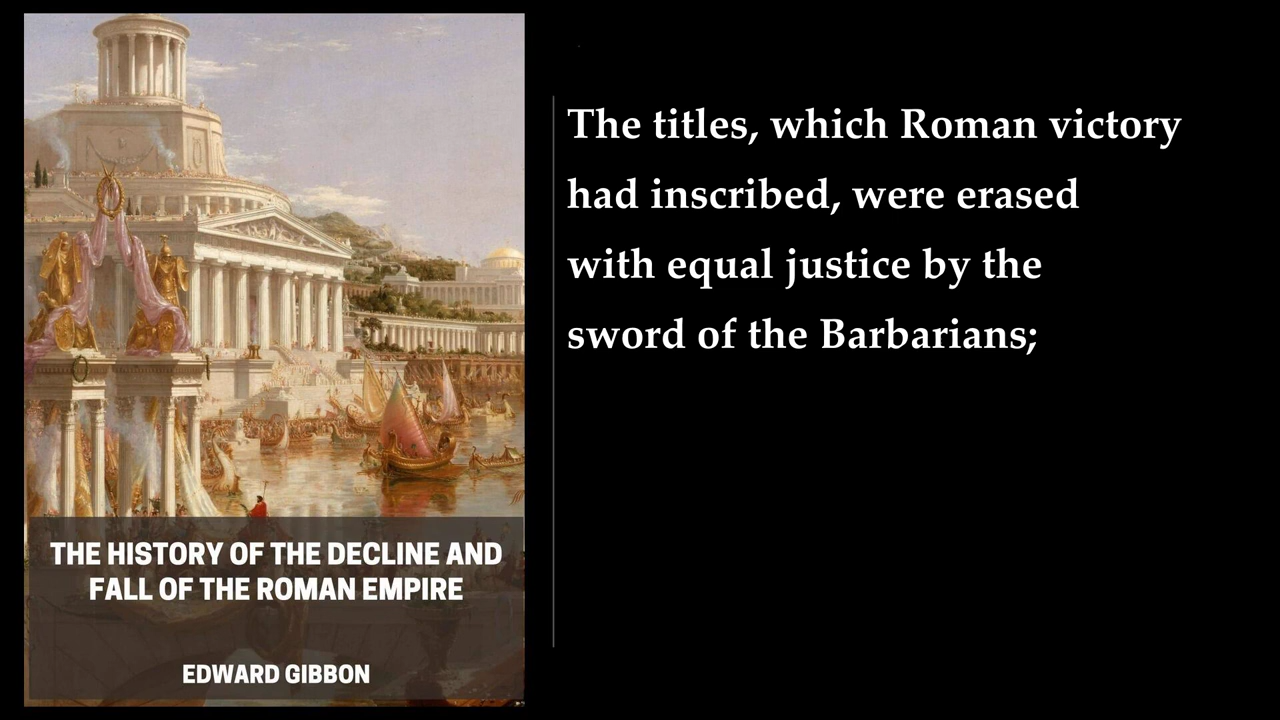 The titles, which Roman victory
had inscribed, were erased
with equal justice by the
sword of the Barbarians;
THE HISTORY OF THE DECLINE AND
FALL OF THE ROMAN EMPIRE
EDWARD GIBBON